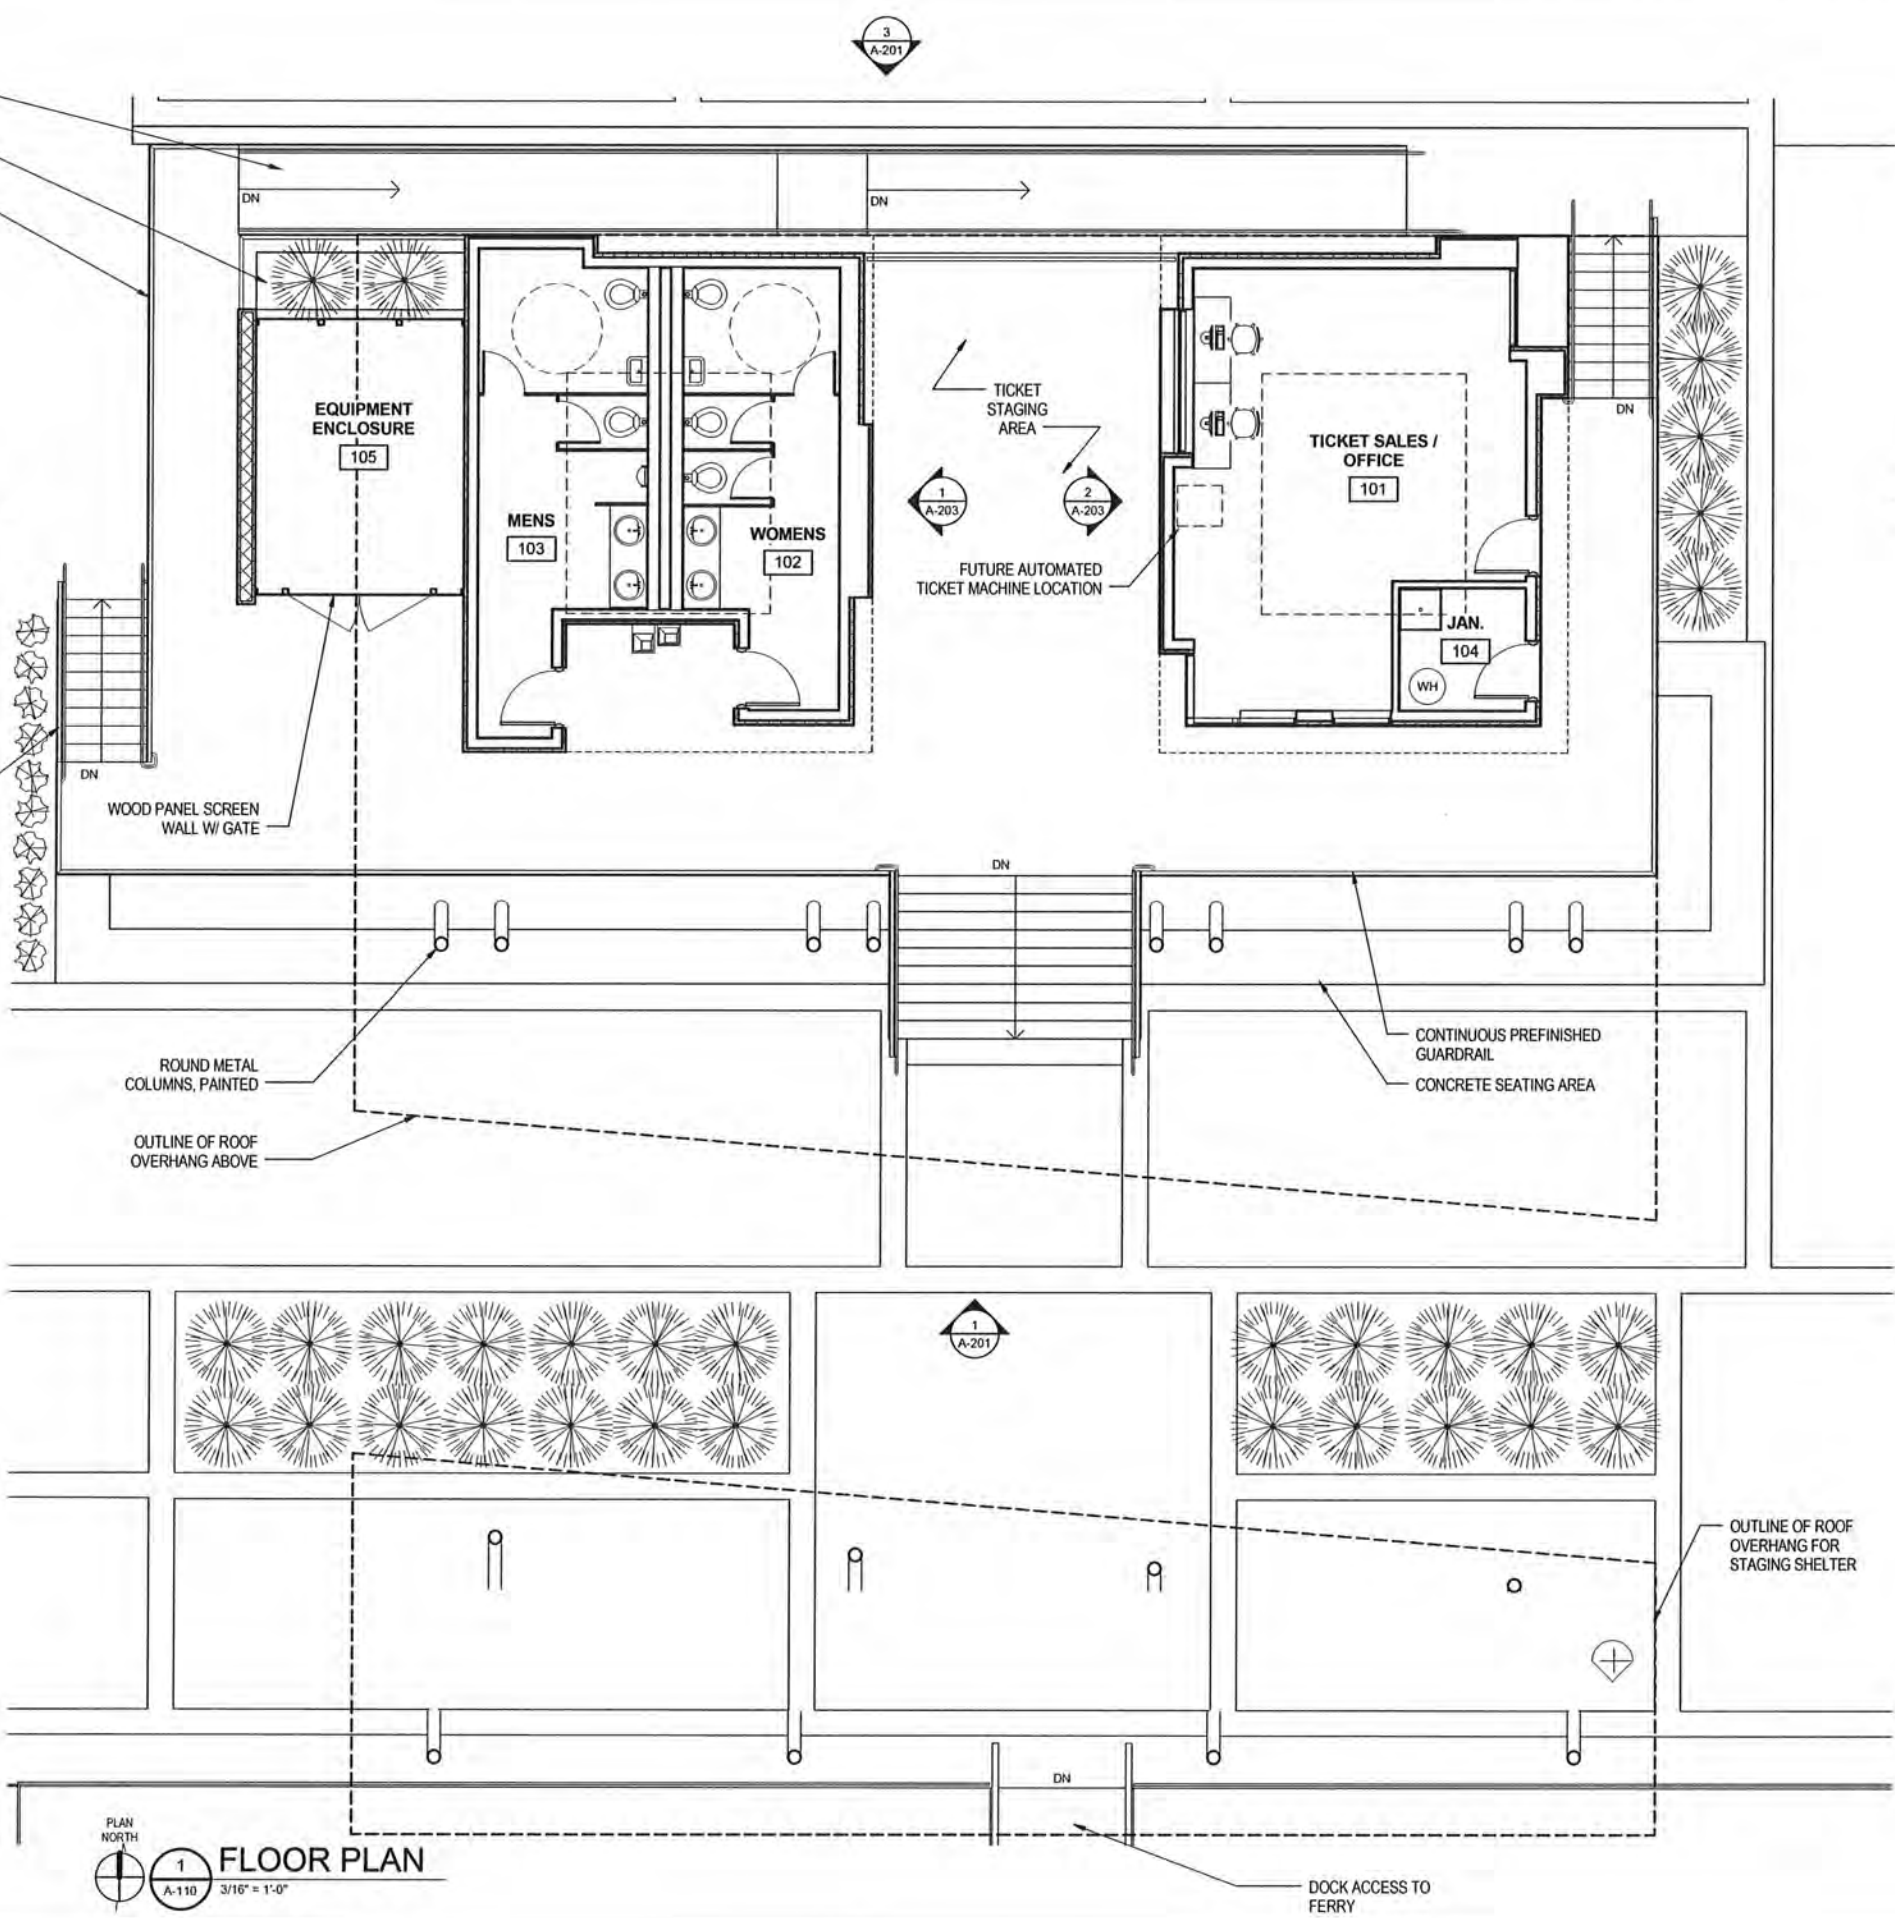 3
A-201
DN
DN
EQUIPMENT
ENCLOSURE
105
MENS
103
WOMENS
102
TICKET
STAGING
AREA
1
A-203
2
A-203
FUTURE AUTOMATED
TICKET MACHINE LOCATION
TICKET SALES /
OFFICE
101
JAN.
104
WH
DN
DN
WOOD PANEL SCREEN
WALL W/ GATE
DN
ROUND METAL
COLUMNS, PAINTED
CONTINUOUS PREFINISHED
GUARDRAIL
CONCRETE SEATING AREA
OUTLINE OF ROOF
OVERHANG ABOVE
1
A-201
OUTLINE OF ROOF
OVERHANG FOR
STAGING SHELTER
DN
PLAN
NORTH
1
A-110
FLOOR PLAN
3/16" = 1'-0"
DOCK ACCESS TO
FERRY